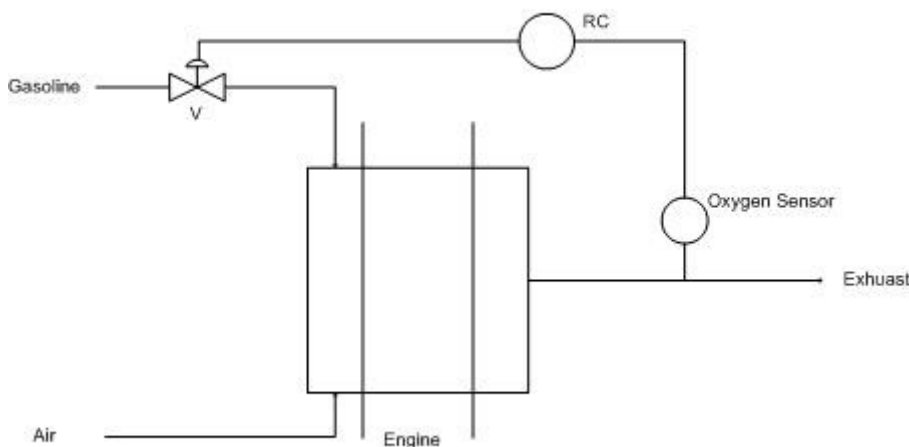 RC
Gasoline
V
Oxygen Sensor
Exhuast
Air
Engine